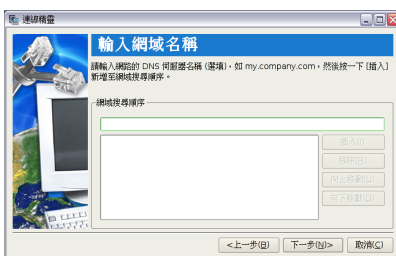 連線精靈
輸入網域名稱
請輸入網路的 DNS 伺服器名稱 (選填)，如 my.company.com，然後按一下 [插入]
新增至網域搜尋順序。
網域搜尋順序
插入(I)
移除(R)
向上移動(U)
向下移動(D)
<上一步(B)
下一步(N)>
取消(C)